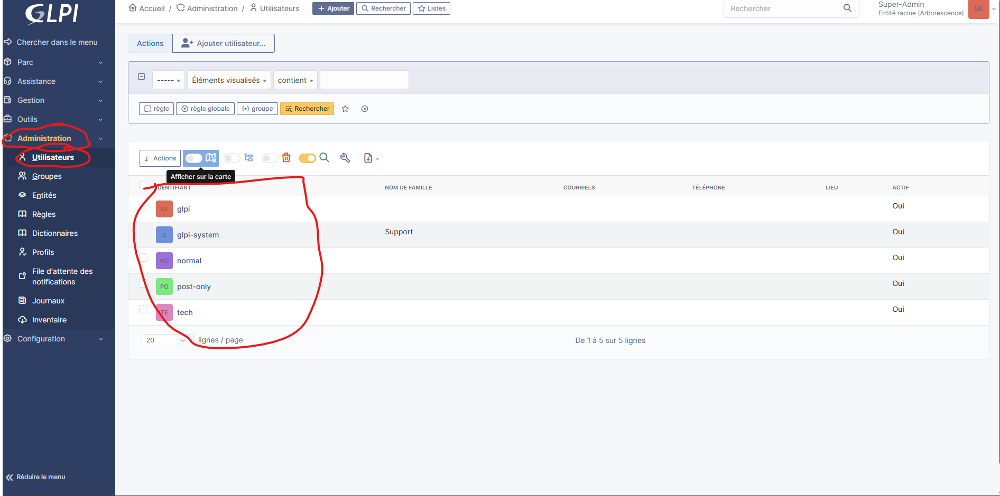 GLPI
Chercher dans le menu
Parc
Assistance
Gestion
Outils
Administration
Utilisateurs
Groupes
Entités
Règles
Dictionnaires
Profils
File d'attente des
notifications
Journaux
Inventaire
Configuration
Réduire le menu
Accueil / Administration / Utilisateurs
Ajouter Rechercher Listes
Rechercher
Super-Admin
Entité racine (Arborescence)
GL
Actions Ajouter utilisateur...
----- Éléments visualisés contient
règle règle globale (+) groupe Rechercher
Actions
Afficher sur la carte
IDENTIFIANT NOM DE FAMILLE COURRIELS TÉLÉPHONE LIEU ACTIF
GL glpi Oui
S glpi-system Support Oui
NO normal Oui
PO post-only Oui
TE tech Oui
20 lignes / page De 1 à 5 sur 5 lignes